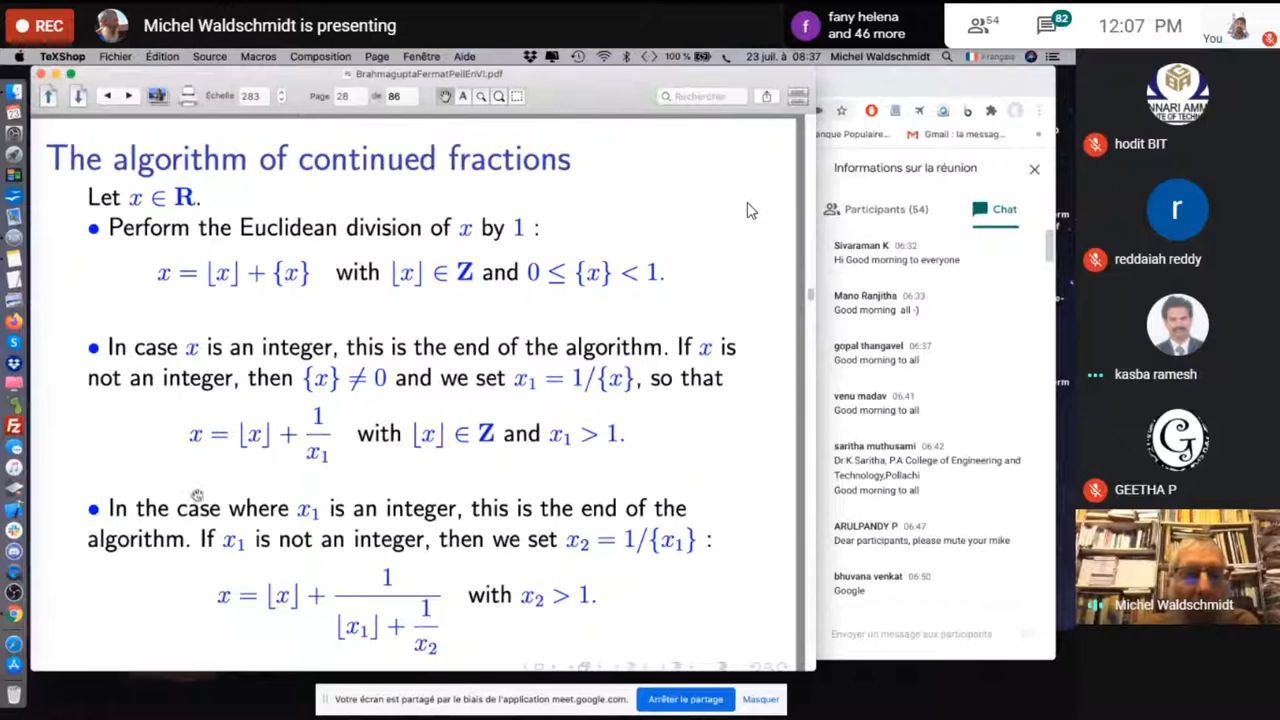 REC
Michel Waldschmidt is presenting
f
fany helena
and 46 more
54
82
12:07 PM
You
TeXShop Fichier Édition Source Macros Composition Page Fenêtre Aide 100 % 23 juil. à 08:37 Michel Waldschmidt Français
BrahmaguptaFermatPellEnVI.pdf
Échelle 283 Page 28 de 86 Rechercher
The algorithm of continued fractions
Let x ∈ R.
• Perform the Euclidean division of x by 1 :
x = ⌊x⌋ + {x} with ⌊x⌋ ∈ Z and 0 ≤ {x} < 1.
• In case x is an integer, this is the end of the algorithm. If x is
not an integer, then {x} ≠ 0 and we set x₁ = 1/{x}, so that
x = ⌊x⌋ + 1/x₁ with ⌊x⌋ ∈ Z and x₁ > 1.
• In the case where x₁ is an integer, this is the end of the
algorithm. If x₁ is not an integer, then we set x₂ = 1/{x₁} :
x = ⌊x⌋ + 1/(⌊x₁⌋ + 1/x₂) with x₂ > 1.
anque Populaire... Gmail : la messag...
Informations sur la réunion
Participants (54) Chat
Sivaraman K 06:32
Hi Good morning to everyone
Mano Ranjitha 06:33
Good morning all -)
gopal thangavel 06:37
Good morning to all
venu madav 06:41
Good morning to all
saritha muthusami 06:42
Dr.K.Saritha, P.A College of Engineering and
Technology,Pollachi
Good morning to all
ARULPANDY P 06:47
Dear participants, please mute your mike
bhuvana venkat 06:50
Google
Envoyer un message aux participants
Votre écran est partagé par le biais de l'application meet.google.com. Arrêter le partage Masquer
NNARI AMM
hodit BIT
r
reddaiah reddy
kasba ramesh
G
GEETHA P
Michel Waldschmidt